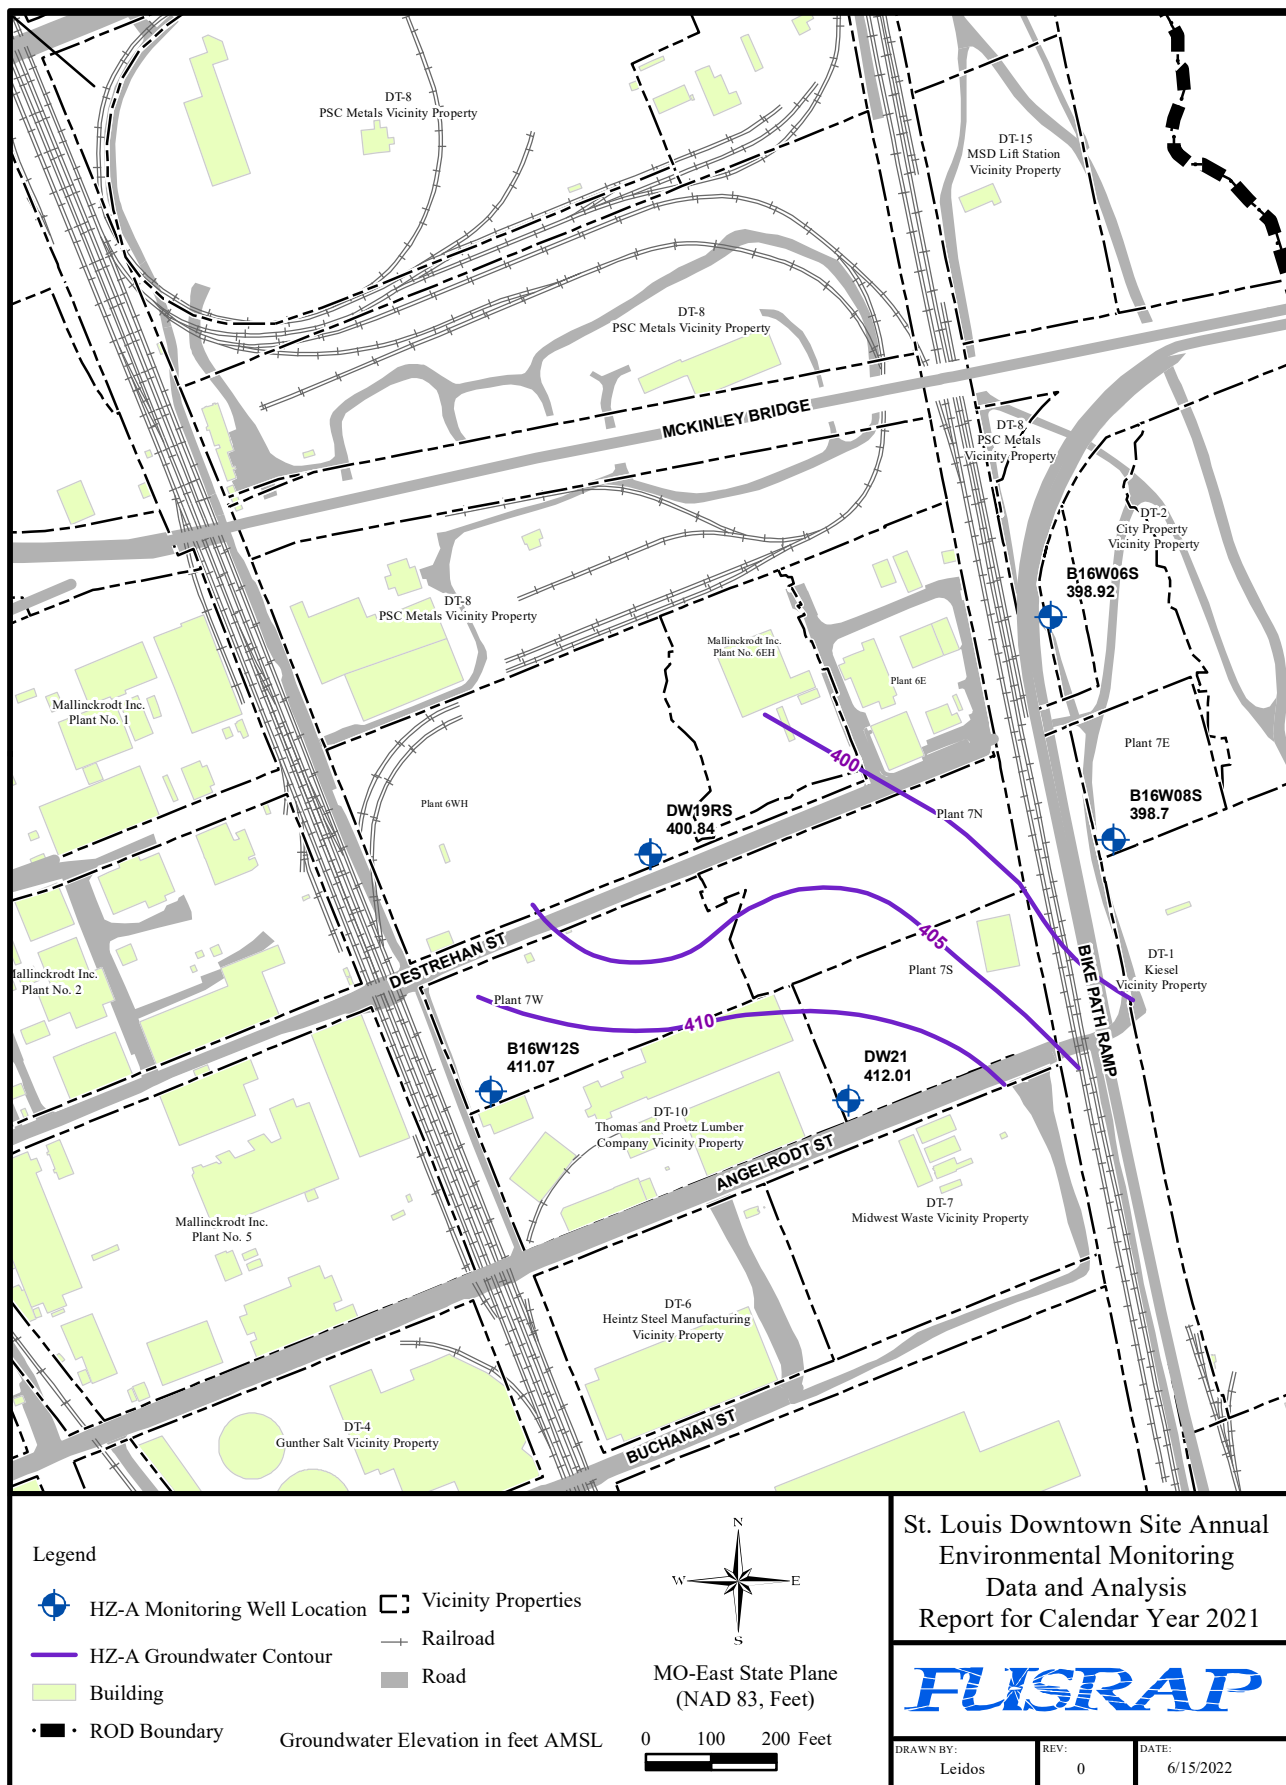 DT-8
PSC Metals Vicinity Property
DT-15
MSD Lift Station
Vicinity Property
DT-8
PSC Metals Vicinity Property
MCKINLEY BRIDGE
DT-8
PSC Metals
Vicinity Property
DT-2
City Property
Vicinity Property
B16W06S
398.92
DT-8
PSC Metals Vicinity Property
Mallinckrodt Inc.
Plant No. 6EH
Plant 6E
Mallinckrodt Inc.
Plant No. 1
Plant 7E
400
Plant 6WH
DW19RS
400.84
Plant 7N
B16W08S
398.7
405
DESTREHAN ST
Mallinckrodt Inc.
Plant No. 2
Plant 7S
DT-1
Kiesel
Vicinity Property
BIKE PATH RAMP
Plant 7W
410
B16W12S
411.07
DW21
412.01
DT-10
Thomas and Proetz Lumber
Company Vicinity Property
ANGELRODT ST
DT-7
Midwest Waste Vicinity Property
Mallinckrodt Inc.
Plant No. 5
DT-6
Heintz Steel Manufacturing
Vicinity Property
DT-4
Gunther Salt Vicinity Property
BUCHANAN ST
Legend
HZ-A Monitoring Well Location
HZ-A Groundwater Contour
Building
ROD Boundary
Vicinity Properties
Railroad
Road
Groundwater Elevation in feet AMSL
N
W E
S
MO-East State Plane
(NAD 83, Feet)
0 100 200 Feet
St. Louis Downtown Site Annual
Environmental Monitoring
Data and Analysis
Report for Calendar Year 2021
FUSRAP
DRAWN BY: REV: DATE:
Leidos 0 6/15/2022